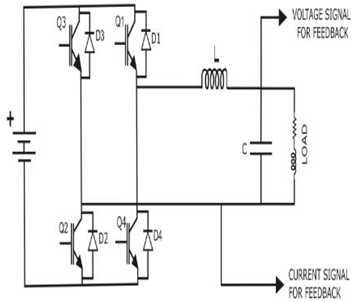 Q3
Q1
D3
D1
L
VOLTAGE SIGNAL
FOR FEEDBACK
+
C
LOAD
Q2
D2
Q4
D4
CURRENT SIGNAL
FOR FEEDBACK